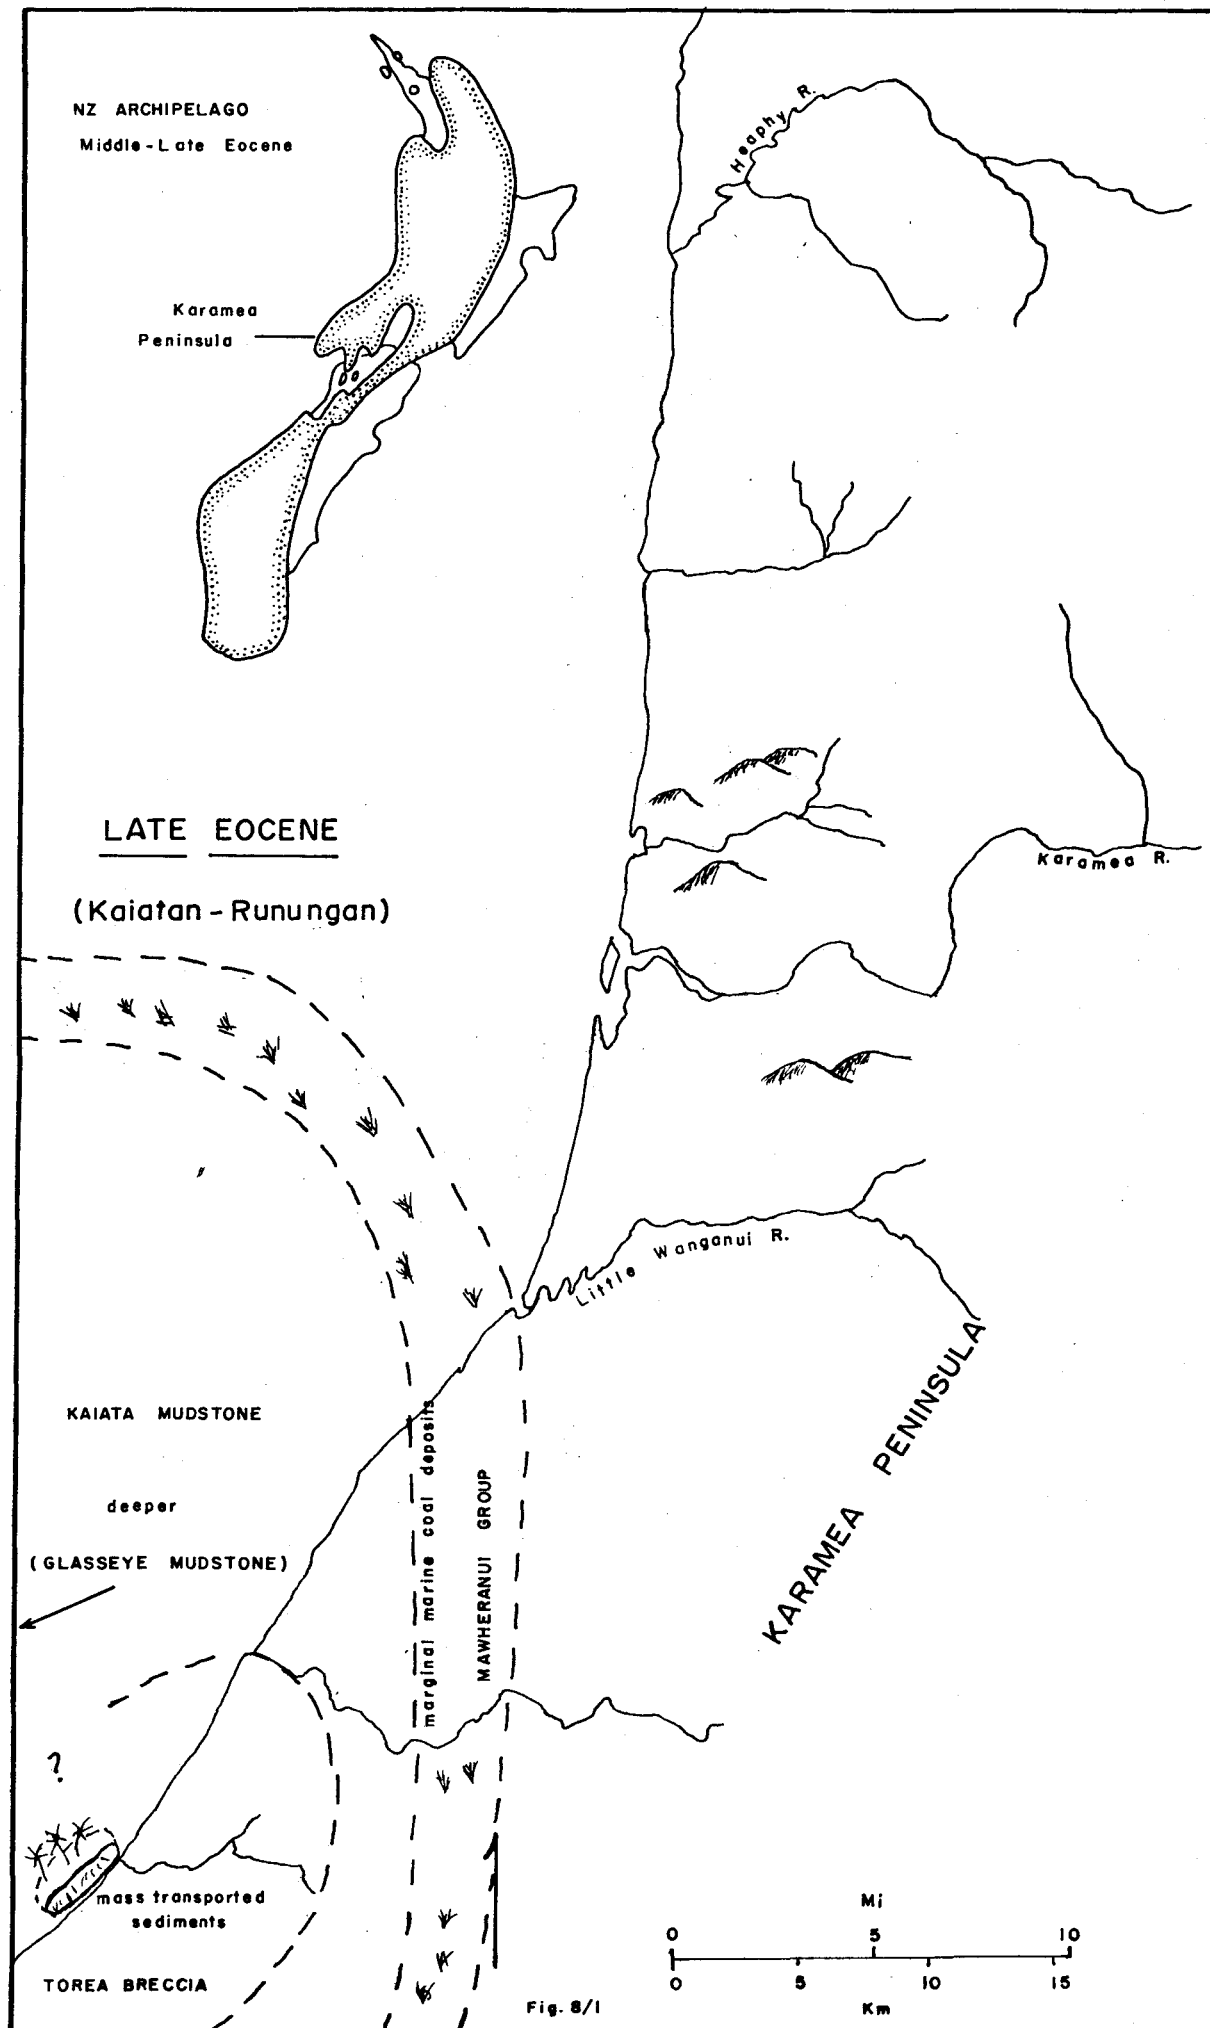 NZ ARCHIPELAGO
Middle-Late Eocene
Karamea
Peninsula
Heaphy R.
LATE EOCENE
(Kaiatan-Runungan)
Karamea R.
Little Wanganui R.
KARAMEA PENINSULA
KAIATA MUDSTONE
deeper
(GLASSEYE MUDSTONE)
marginal marine coal deposits
MAWHERANUI GROUP
?
mass transported
sediments
TOREA BRECCIA
Mi
0 5 10
0 5 10 15
Km
Fig. 8/1